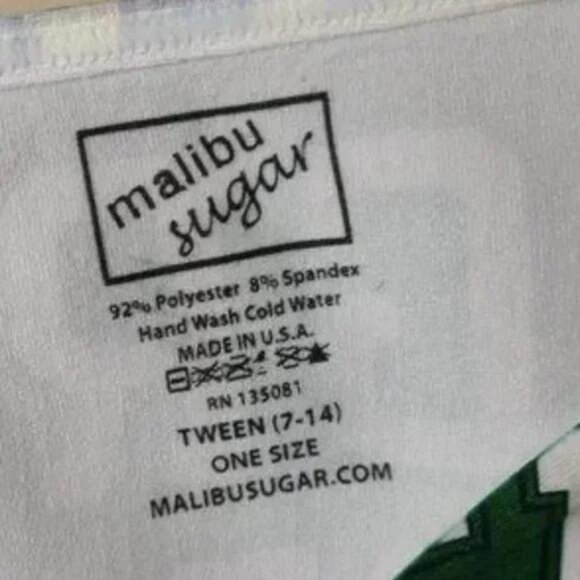 malibu
sugar
92% Polyester 8% Spandex
Hand Wash Cold Water
MADE IN U.S.A.
RN 135081
TWEEN (7-14)
ONE SIZE
MALIBUSUGAR.COM